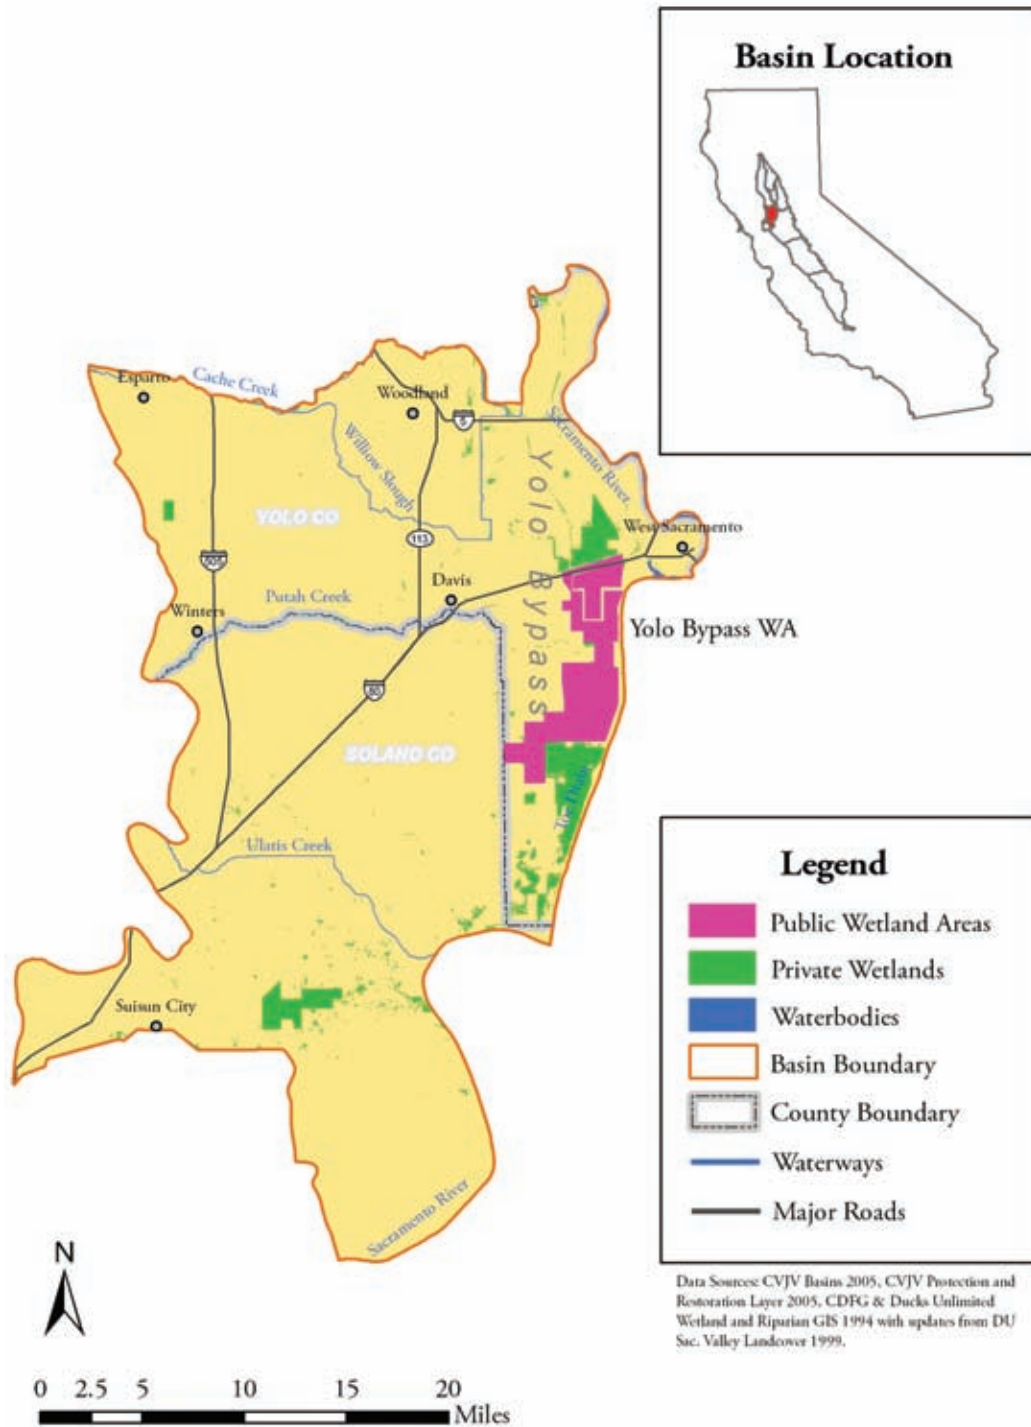 Basin Location
Esparto
Cache Creek
Woodland
5
Williow Slough
Sacramento River
Yolo Bypass
YOLO CO
West Sacramento
113
505
Davis
Putah Creek
Winters
Yolo Bypass WA
80
SOLANO CO
Toe Drain
Ulatis Creek
Suisun City
Sacramento River
Legend
Public Wetland Areas
Private Wetlands
Waterbodies
Basin Boundary
County Boundary
Waterways
Major Roads
Data Sources: CVJV Basins 2005, CVJV Protection and
Restoration Layer 2005, CDFG & Ducks Unlimited
Wetland and Riparian GIS 1994 with updates from DU
Sac. Valley Landcover 1999.
N
0 2.5 5 10 15 20
Miles